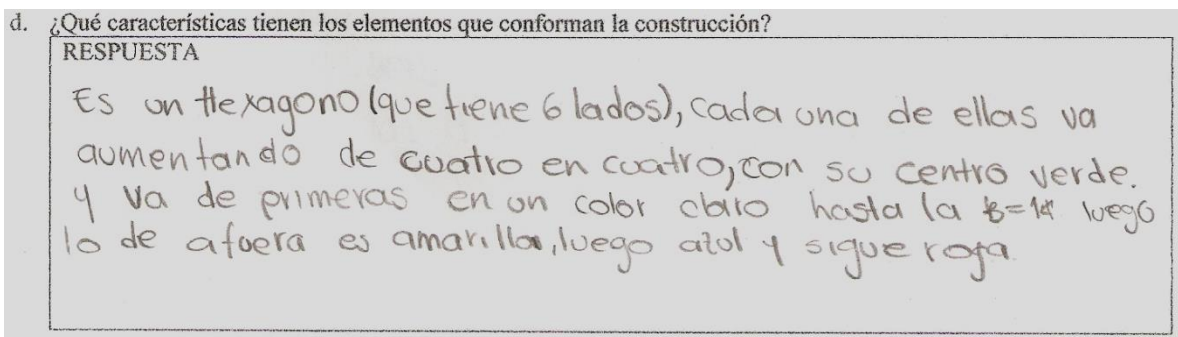 d. ¿Qué características tienen los elementos que conforman la construcción?
RESPUESTA
Es un Hexagono (que tiene 6 lados), cada una de ellas va
aumentando de cuatro en cuatro, con su centro verde.
y va de primeras en un color claro hasta la luego
lo de afuera es amarilla, luego azul y sigue roja.